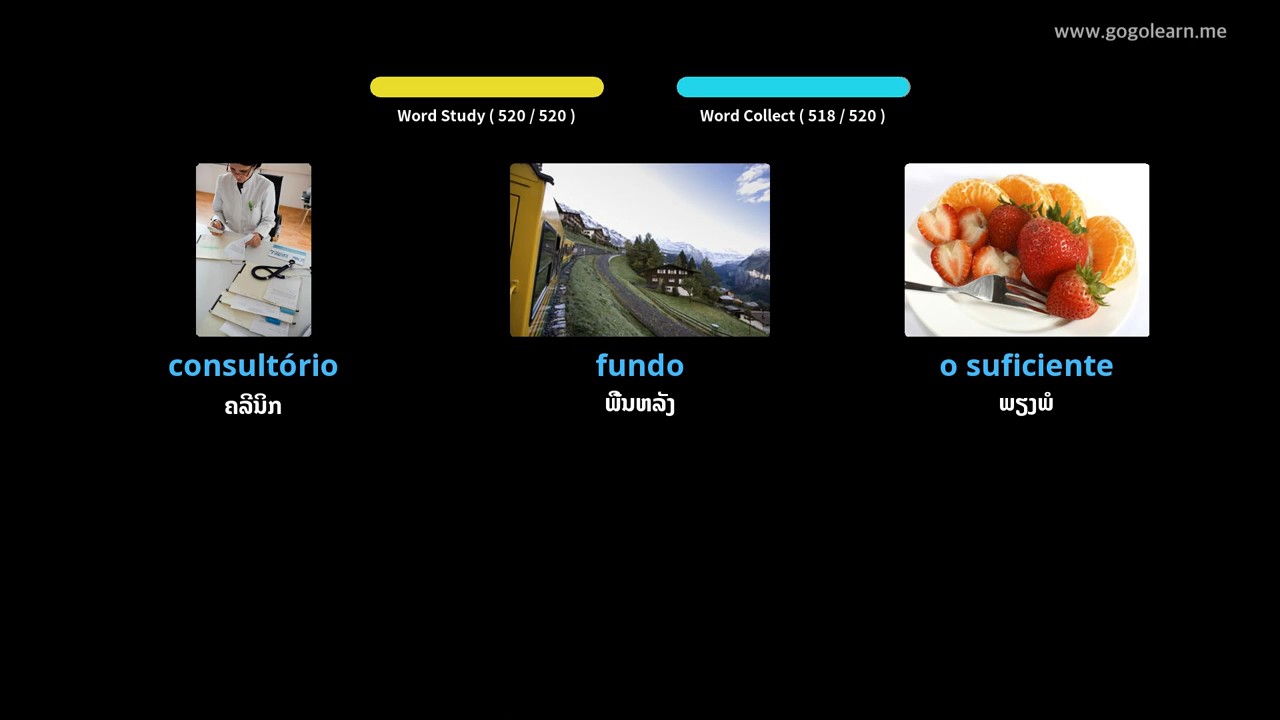 www.gogolearn.me
Word Study ( 520 / 520 )
Word Collect ( 518 / 520 )
consultório
fundo
o suficiente
ຄລີນິກ
ພື້ນຫລັງ
ພຽງພໍ